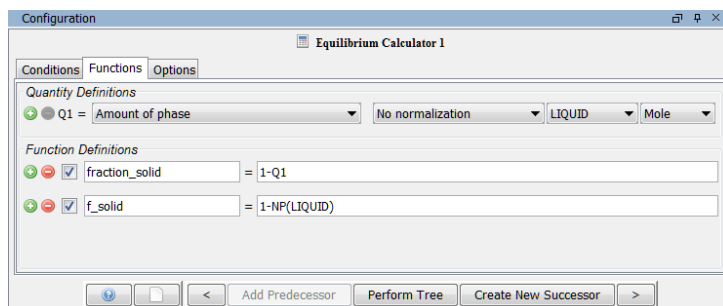 Configuration
Equilibrium Calculator 1
Conditions Functions Options
Quantity Definitions
Q1 = Amount of phase No normalization LIQUID Mole
Function Definitions
fraction_solid = 1-Q1
f_solid = 1-NP(LIQUID)
< Add Predecessor Perform Tree Create New Successor >